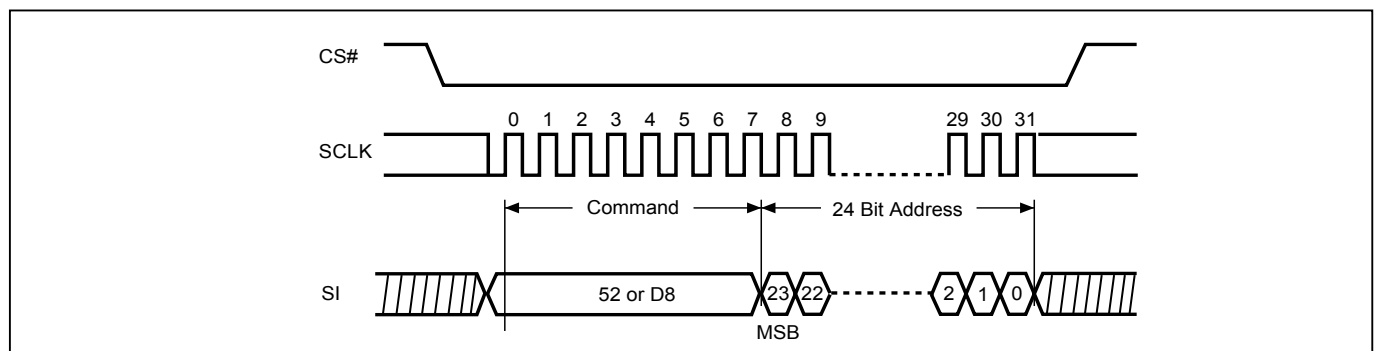 CS#
0 1 2 3 4 5 6 7 8 9 29 30 31
SCLK
Command 24 Bit Address
SI 52 or D8 23 22 2 1 0
MSB